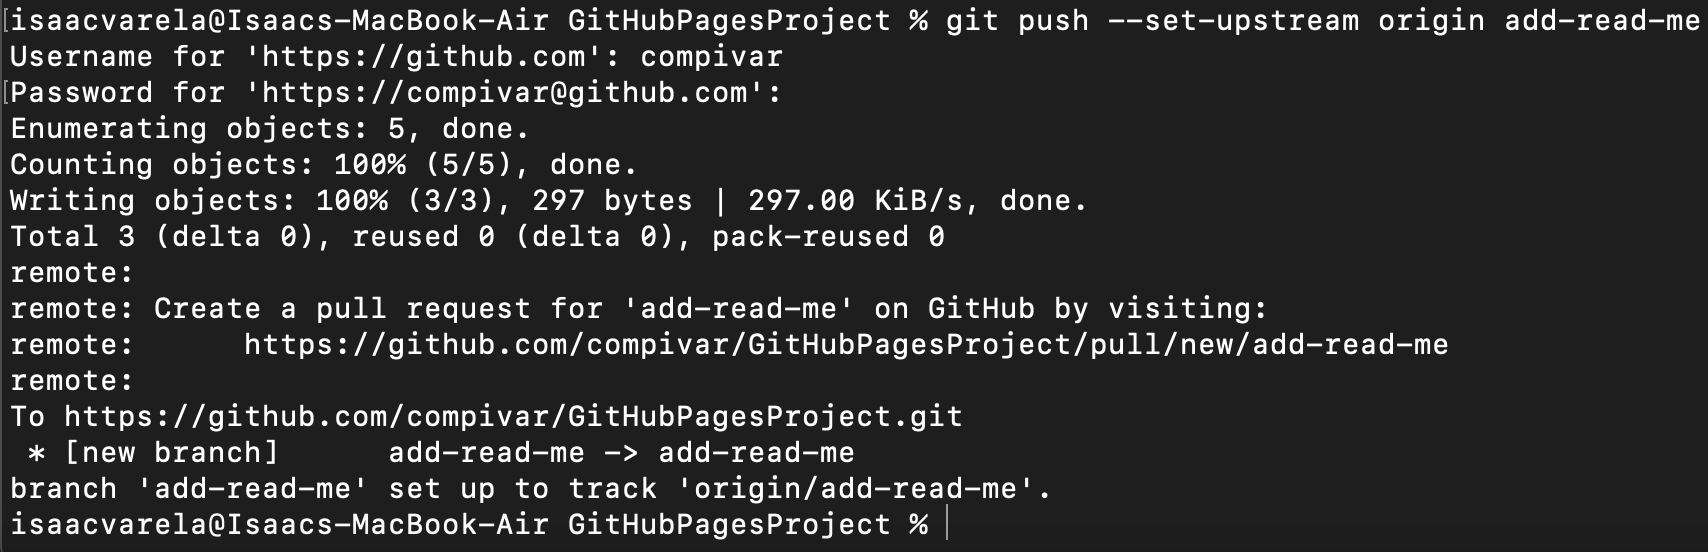 [isaacvarela@Isaacs-MacBook-Air GitHubPagesProject % git push --set-upstream origin add-read-me
Username for 'https://github.com': compivar
[Password for 'https://compivar@github.com':
Enumerating objects: 5, done.
Counting objects: 100% (5/5), done.
Writing objects: 100% (3/3), 297 bytes | 297.00 KiB/s, done.
Total 3 (delta 0), reused 0 (delta 0), pack-reused 0
remote:
remote: Create a pull request for 'add-read-me' on GitHub by visiting:
remote:      https://github.com/compivar/GitHubPagesProject/pull/new/add-read-me
remote:
To https://github.com/compivar/GitHubPagesProject.git
 * [new branch]      add-read-me -> add-read-me
branch 'add-read-me' set up to track 'origin/add-read-me'.
isaacvarela@Isaacs-MacBook-Air GitHubPagesProject %